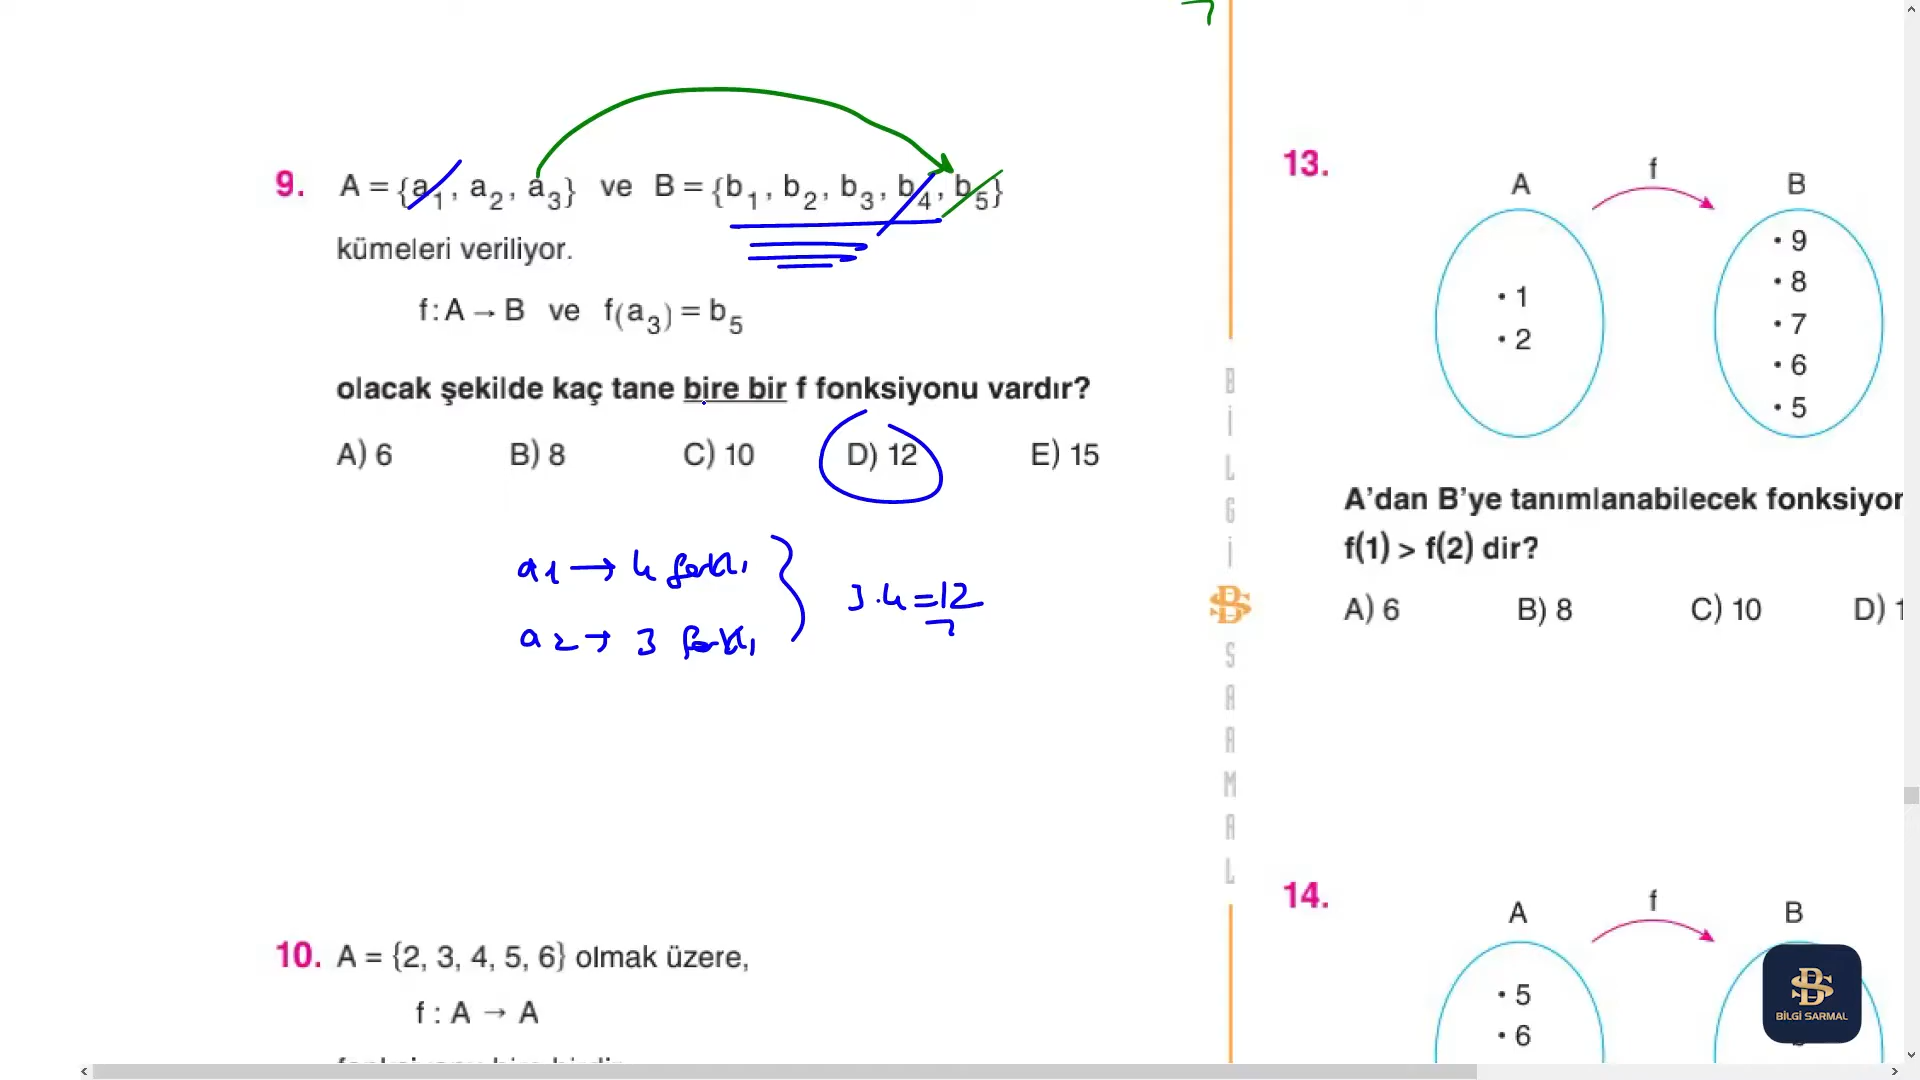 9. A = {a₁, a₂, a₃} ve B = {b₁, b₂, b₃, b₄, b₅}
kümeleri veriliyor.
f : A → B ve f(a₃) = b₅
olacak şekilde kaç tane bire bir f fonksiyonu vardır?
A) 6 B) 8 C) 10 D) 12 E) 15
a1 → 4 farklı
a2 → 3 farklı
3.4=12
10. A = {2, 3, 4, 5, 6} olmak üzere,
f : A → A
BİLGİ SARMAL
13.
A f B
• 1
• 2
• 9
• 8
• 7
• 6
• 5
A'dan B'ye tanımlanabilecek fonksiyon
f(1) > f(2) dir?
A) 6 B) 8 C) 10 D) 1
14.
A f B
• 5
• 6
BİLGİ SARMAL